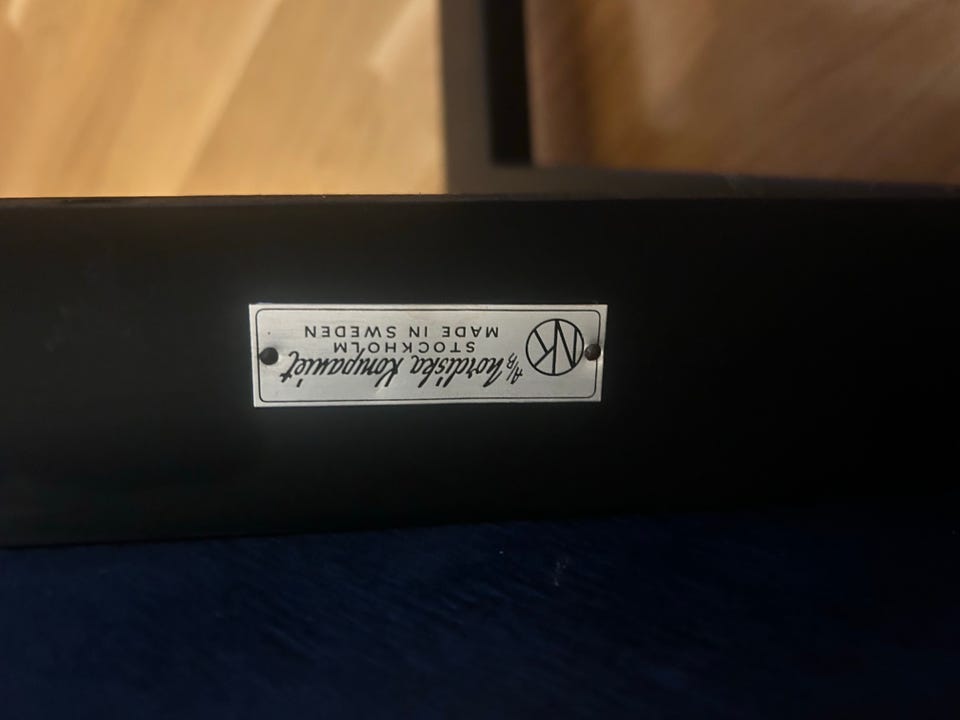 NK
A/B Nordiska Kompaniet
STOCKHOLM
MADE IN SWEDEN